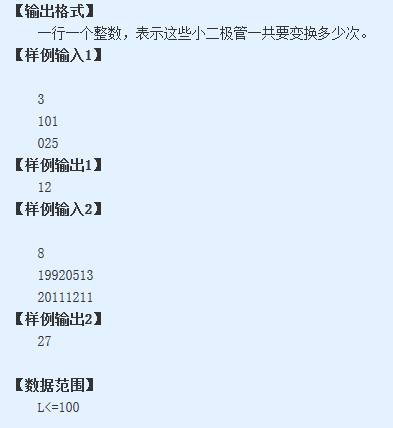 【输出格式】
一行一个整数，表示这些小二极管一共要变换多少次。
【样例输入1】
3
101
025
【样例输出1】
12
【样例输入2】
8
19920513
20111211
【样例输出2】
27
【数据范围】
L<=100